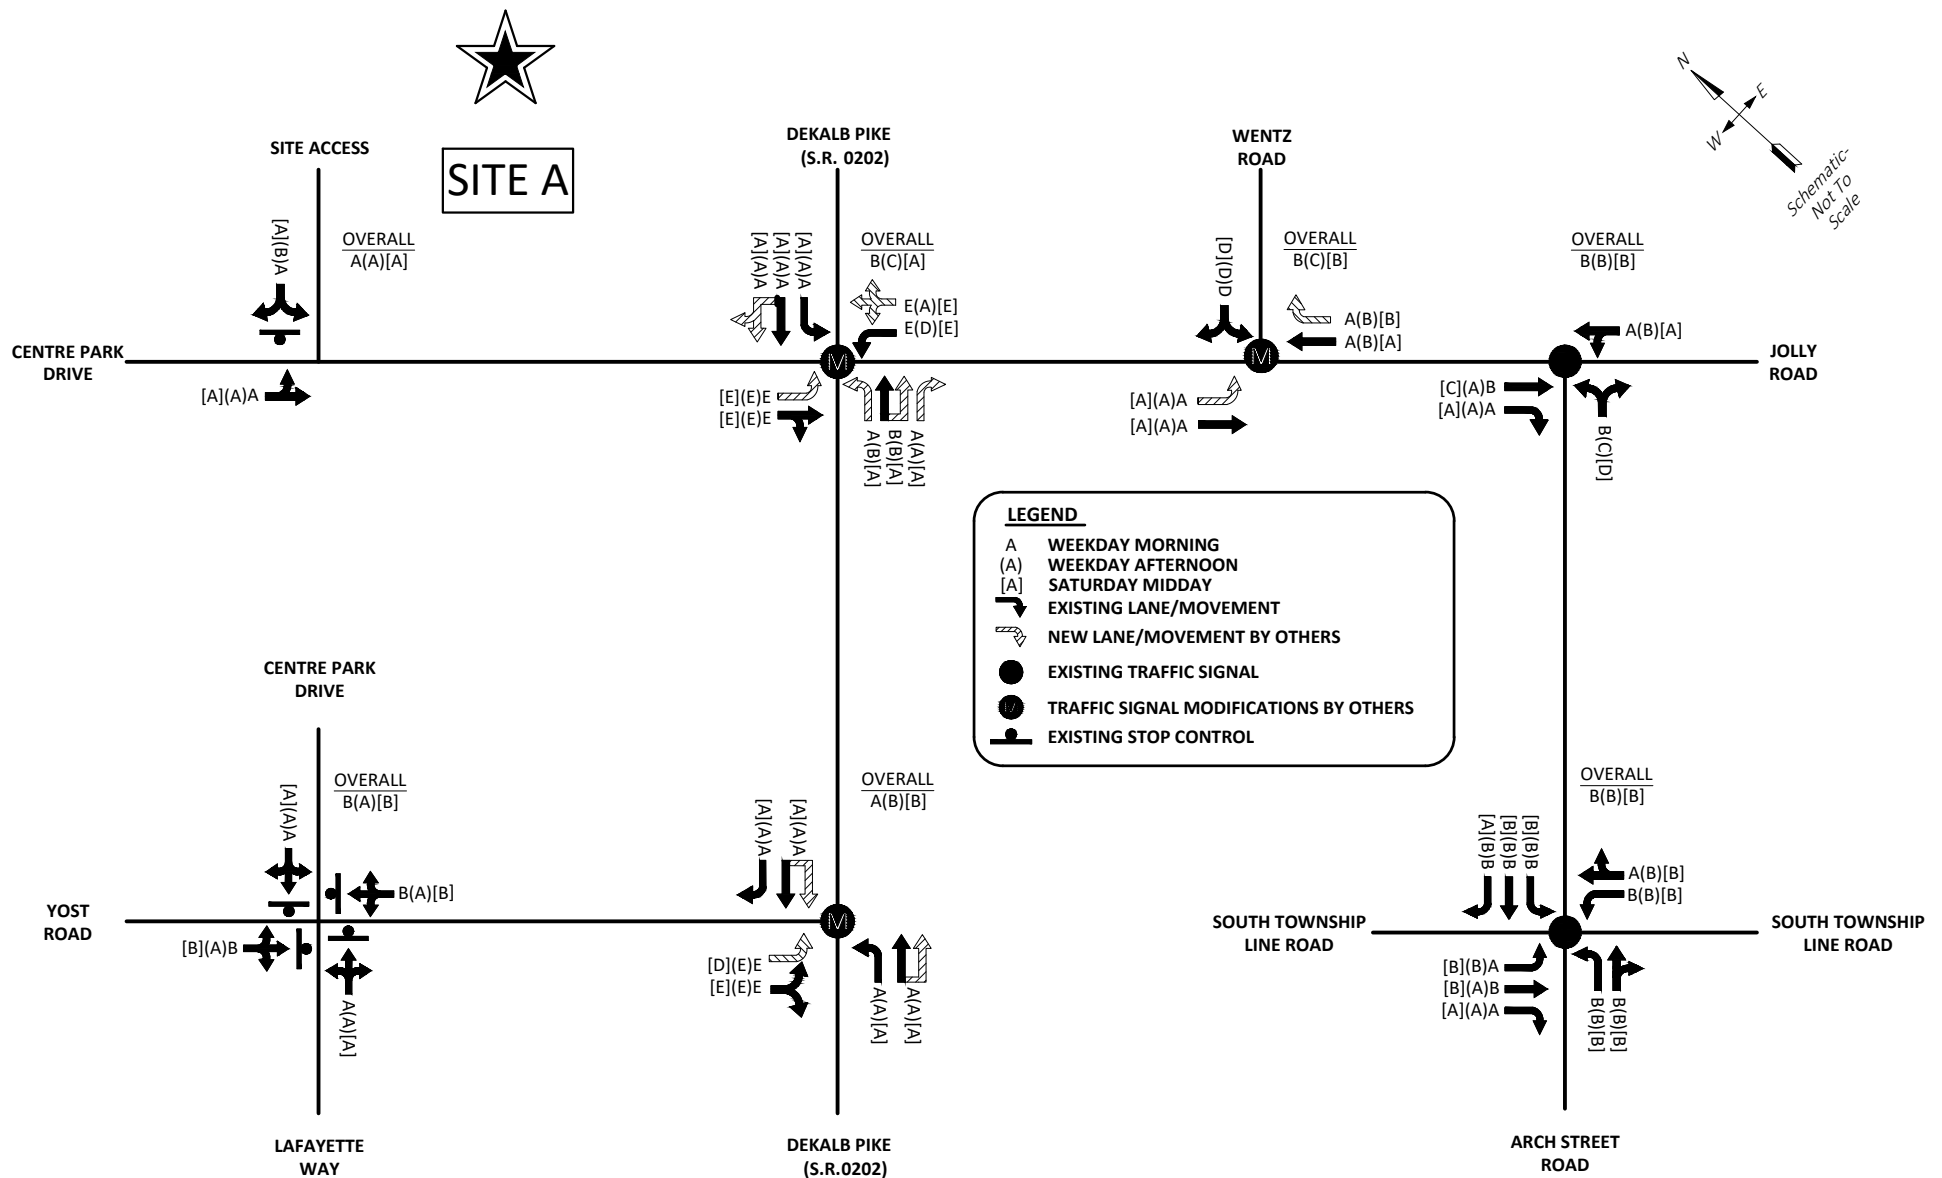 SITE ACCESS
SITE A
DEKALB PIKE
(S.R. 0202)
WENTZ
ROAD
N
E
W
Schematic-
Not To
Scale
[A](B)A
OVERALL
A(A)[A]
[A](A)A
[A](A)A
[A](A)A
OVERALL
B(C)[A]
E(A)[E]
E(D)[E]
[D](D)D
OVERALL
B(C)[B]
A(B)[B]
A(B)[A]
OVERALL
B(B)[B]
A(B)[A]
CENTRE PARK
DRIVE
M
M
JOLLY
ROAD
[A](A)A
[E](E)E
[E](E)E
A(B)[A]
B(B)[A]
A(A)[A]
[A](A)A
[A](A)A
[C](A)B
[A](A)A
B(C)[D]
LEGEND
A WEEKDAY MORNING
(A) WEEKDAY AFTERNOON
[A] SATURDAY MIDDAY
EXISTING LANE/MOVEMENT
NEW LANE/MOVEMENT BY OTHERS
EXISTING TRAFFIC SIGNAL
M TRAFFIC SIGNAL MODIFICATIONS BY OTHERS
EXISTING STOP CONTROL
CENTRE PARK
DRIVE
[A](A)A
OVERALL
B(A)[B]
[A](A)A
[A](A)A
OVERALL
A(B)[B]
OVERALL
B(B)[B]
[A](B)B
[B](B)B
[B](B)B
A(B)[B]
B(B)[B]
B(A)[B]
YOST
ROAD
M
SOUTH TOWNSHIP
LINE ROAD
SOUTH TOWNSHIP
LINE ROAD
[B](A)B
A(A)[A]
[D](E)E
[E](E)E
A(A)[A]
A(A)[A]
[B](B)A
[B](A)B
[A](A)A
B(B)[B]
B(B)[B]
LAFAYETTE
WAY
DEKALB PIKE
(S.R.0202)
ARCH STREET
ROAD